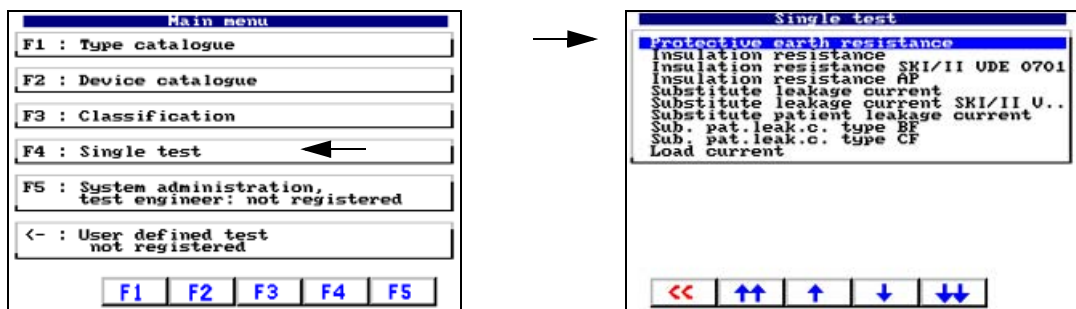 Main menu
F1 : Type catalogue
F2 : Device catalogue
F3 : Classification
F4 : Single test
F5 : System administration,
test engineer: not registered
<- : User defined test
not registered
F1 F2 F3 F4 F5
Single test
Protective earth resistance
Insulation resistance
Insulation resistance SKI/II VDE 0701
Insulation resistance AP
Substitute leakage current
Substitute leakage current SKI/II V..
Substitute patient leakage current
Sub. pat.leak.c. type BF
Sub. pat.leak.c. type CF
Load current
<<